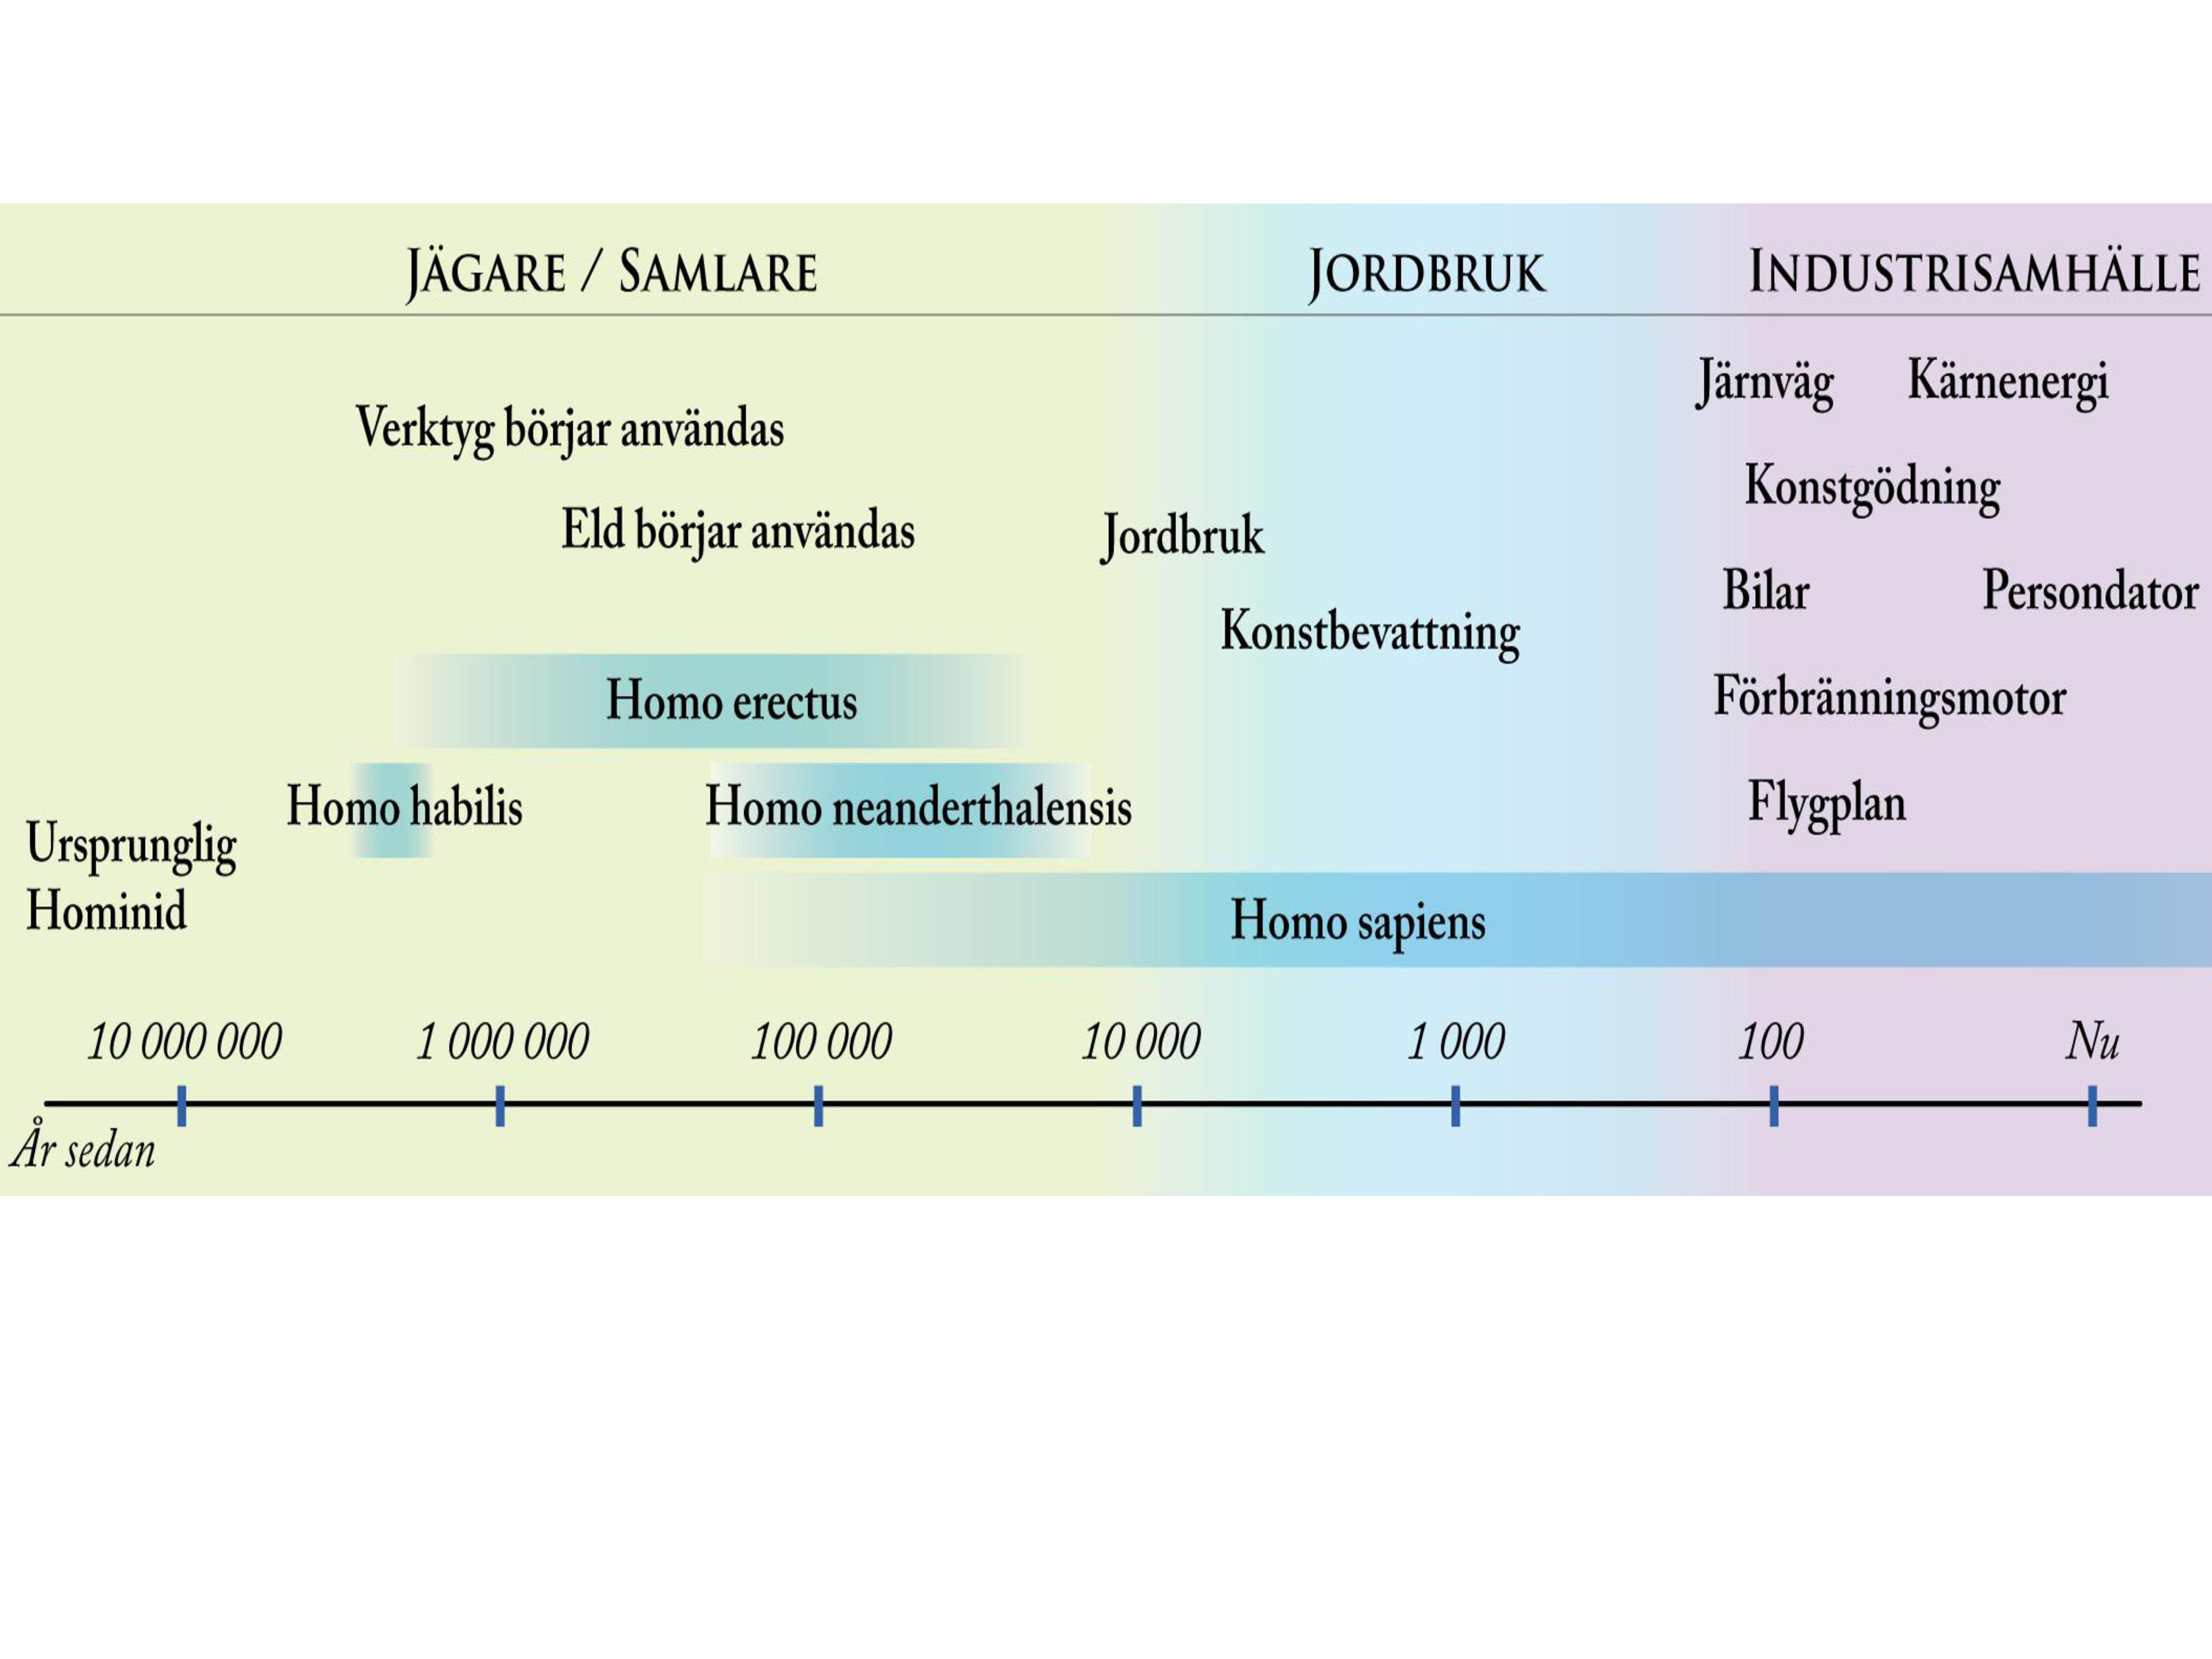 JÄGARE / SAMLARE
JORDBRUK
INDUSTRISAMHÄLLE
Järnväg
Kärnenergi
Verktyg börjar användas
Konstgödning
Eld börjar användas
Jordbruk
Bilar
Persondator
Konstbevattning
Homo erectus
Förbränningsmotor
Homo habilis
Homo neanderthalensis
Flygplan
Ursprunglig
Hominid
Homo sapiens
10 000 000
1 000 000
100 000
10 000
1 000
100
Nu
År sedan